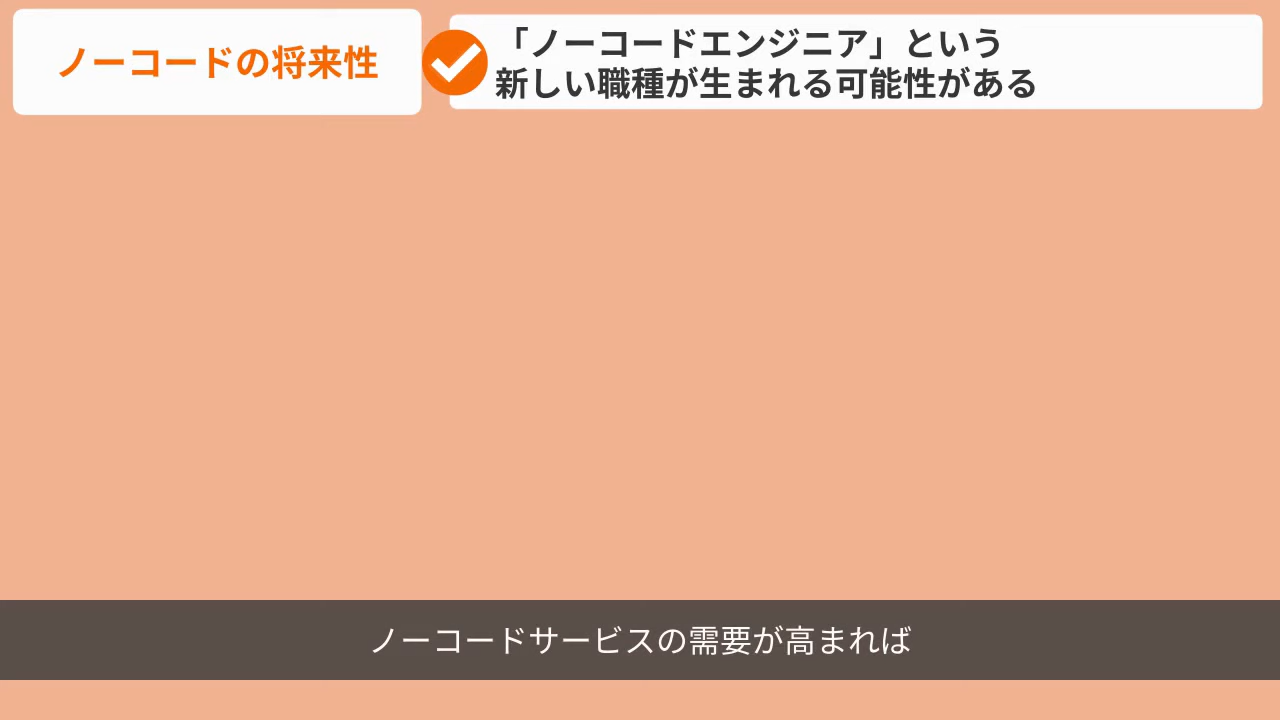 ノーコードの将来性
「ノーコードエンジニア」という
新しい職種が生まれる可能性がある
ノーコードサービスの需要が高まれば